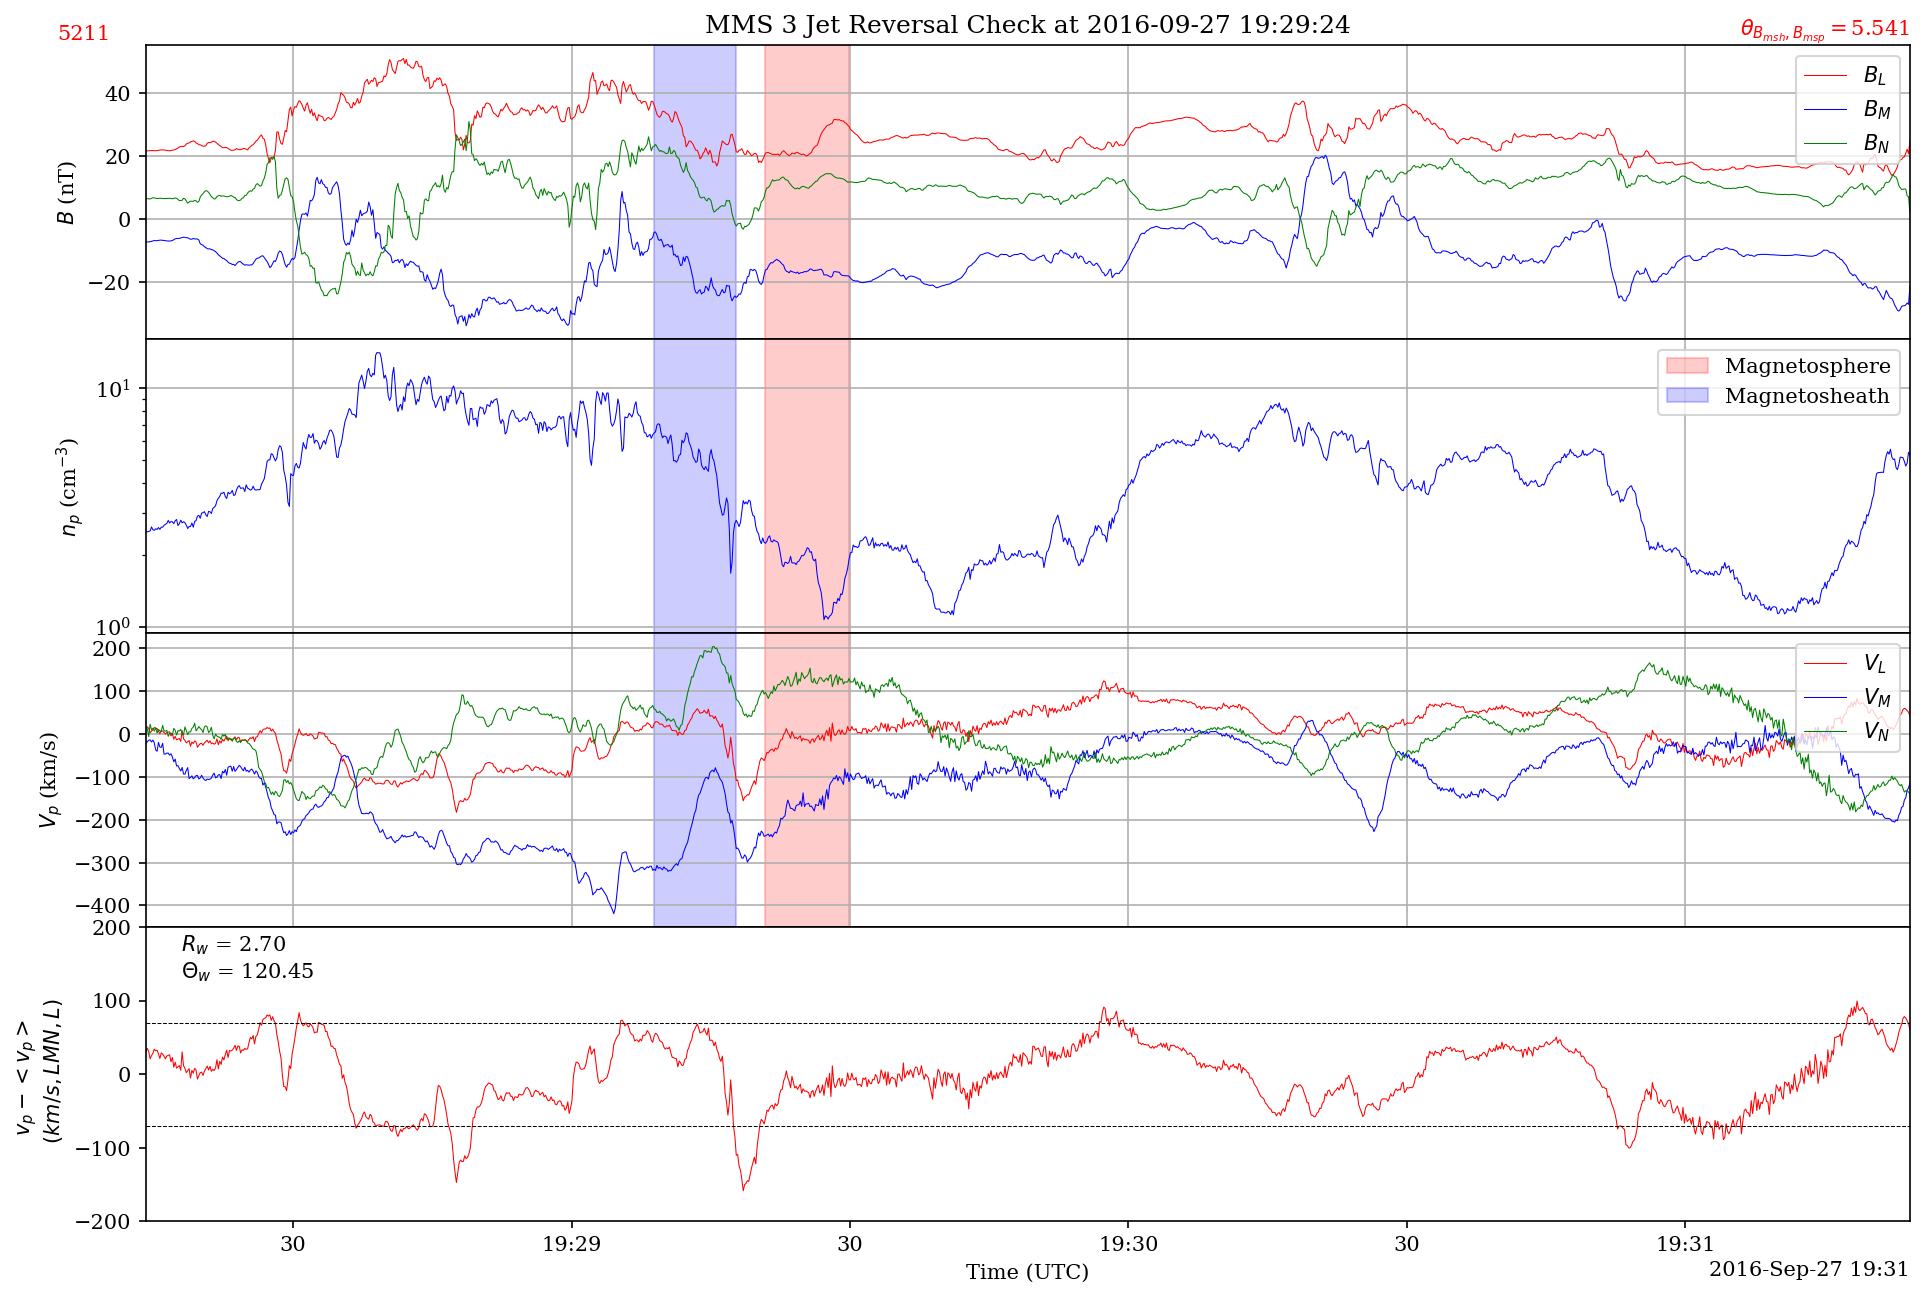 5211
MMS 3 Jet Reversal Check at 2016-09-27 19:29:24
θ_{B_{msh}, B_{msp}} = 5.541
B (nT)
40
20
0
−20
B_L
B_M
B_N
n_p (cm^{−3})
10^1
10^0
Magnetosphere
Magnetosheath
V_p (km/s)
200
100
0
−100
−200
−300
−400
V_L
V_M
V_N
v_p − < v_p >
(km/s, LMN, L)
200
100
0
−100
−200
R_w = 2.70
Θ_w = 120.45
30
19:29
30
19:30
30
19:31
Time (UTC)
2016-Sep-27 19:31